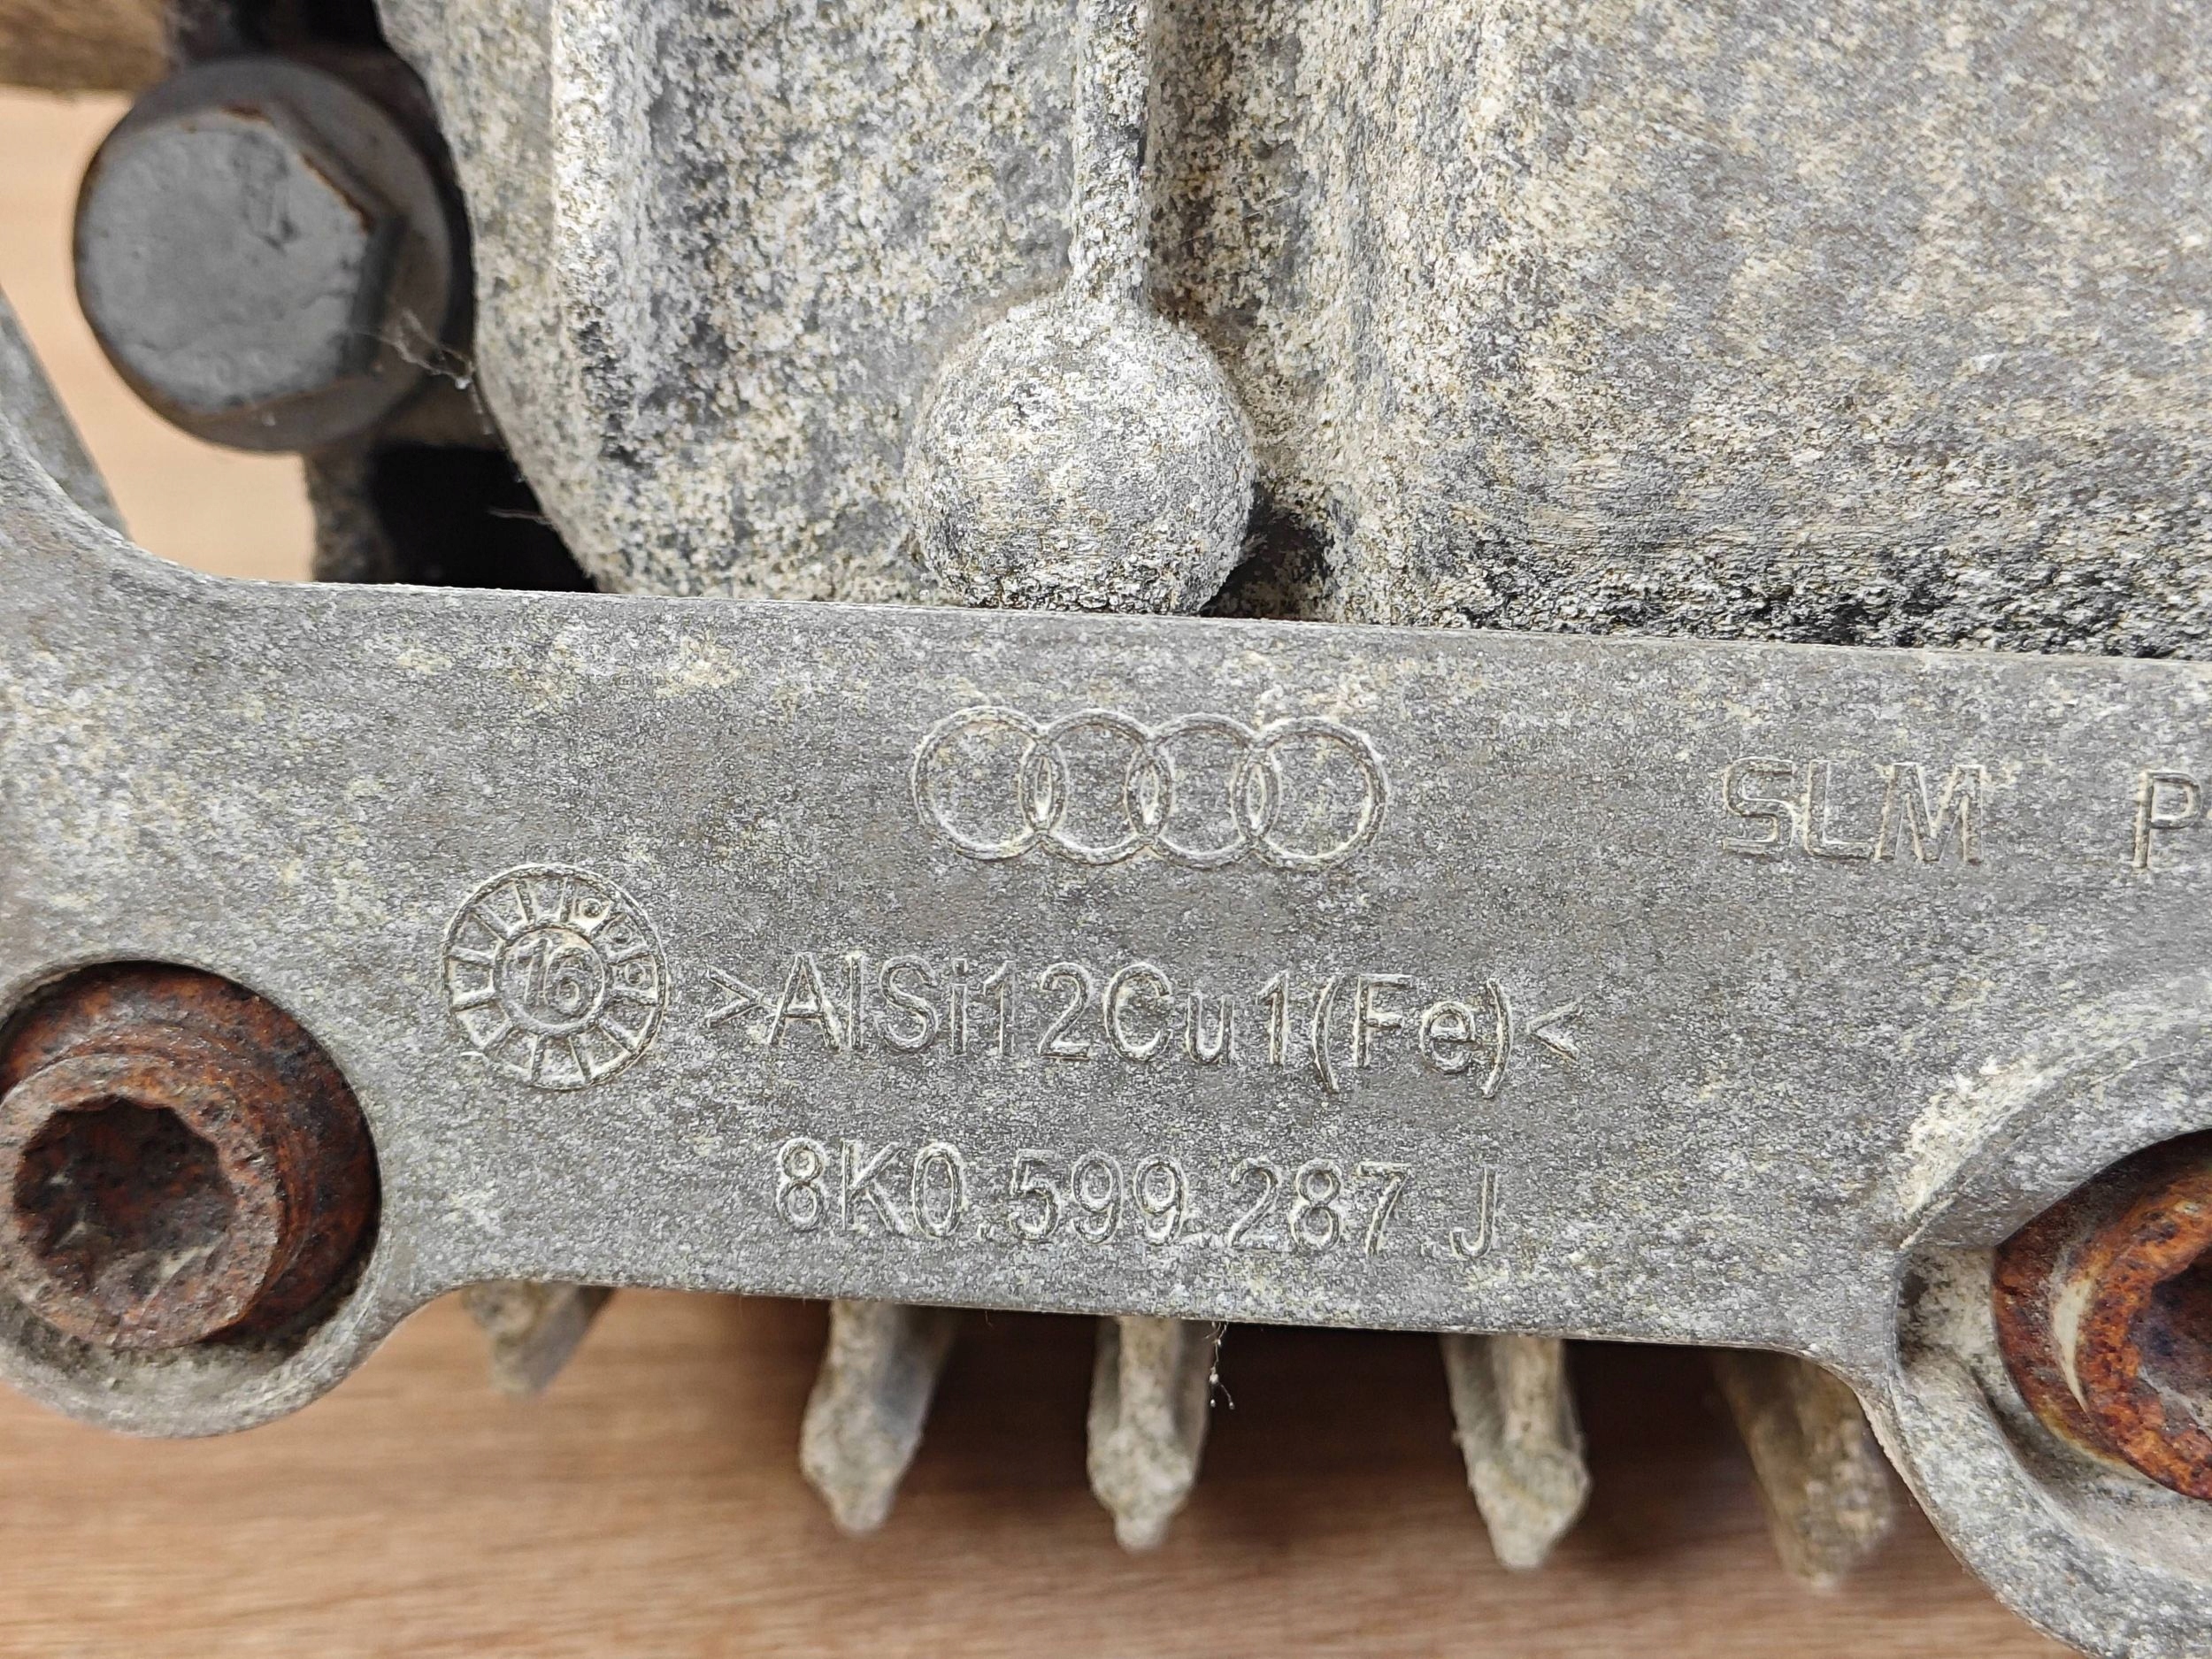 SLM P
16
>AlSi12Cu1(Fe)<
8K0.599.287 J